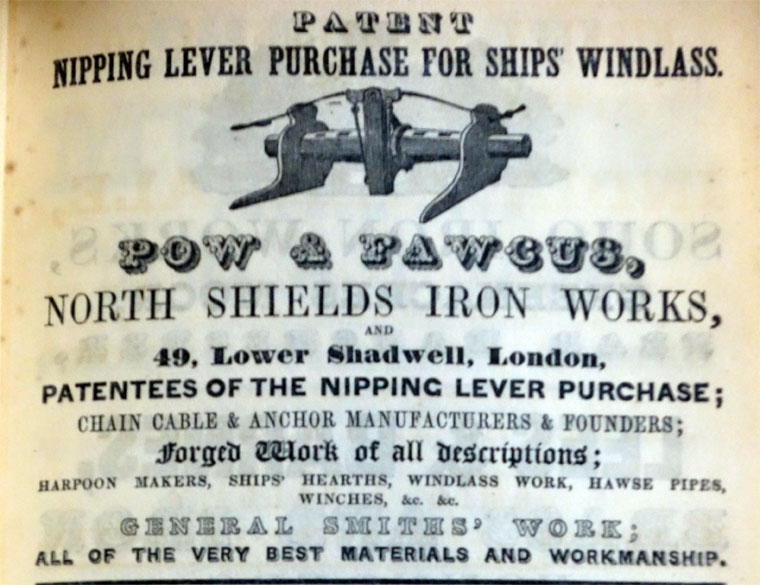 PATENT
NIPPING LEVER PURCHASE FOR SHIPS' WINDLASS.
POW & FAWCUS,
NORTH SHIELDS IRON WORKS,
AND
49, Lower Shadwell, London,
PATENTEES OF THE NIPPING LEVER PURCHASE;
CHAIN CABLE & ANCHOR MANUFACTURERS & FOUNDERS;
Forged Work of all descriptions;
HARPOON MAKERS, SHIPS' HEARTHS, WINDLASS WORK, HAWSE PIPES,
WINCHES, &c. &c.
GENERAL SMITHS' WORK;
ALL OF THE VERY BEST MATERIALS AND WORKMANSHIP.